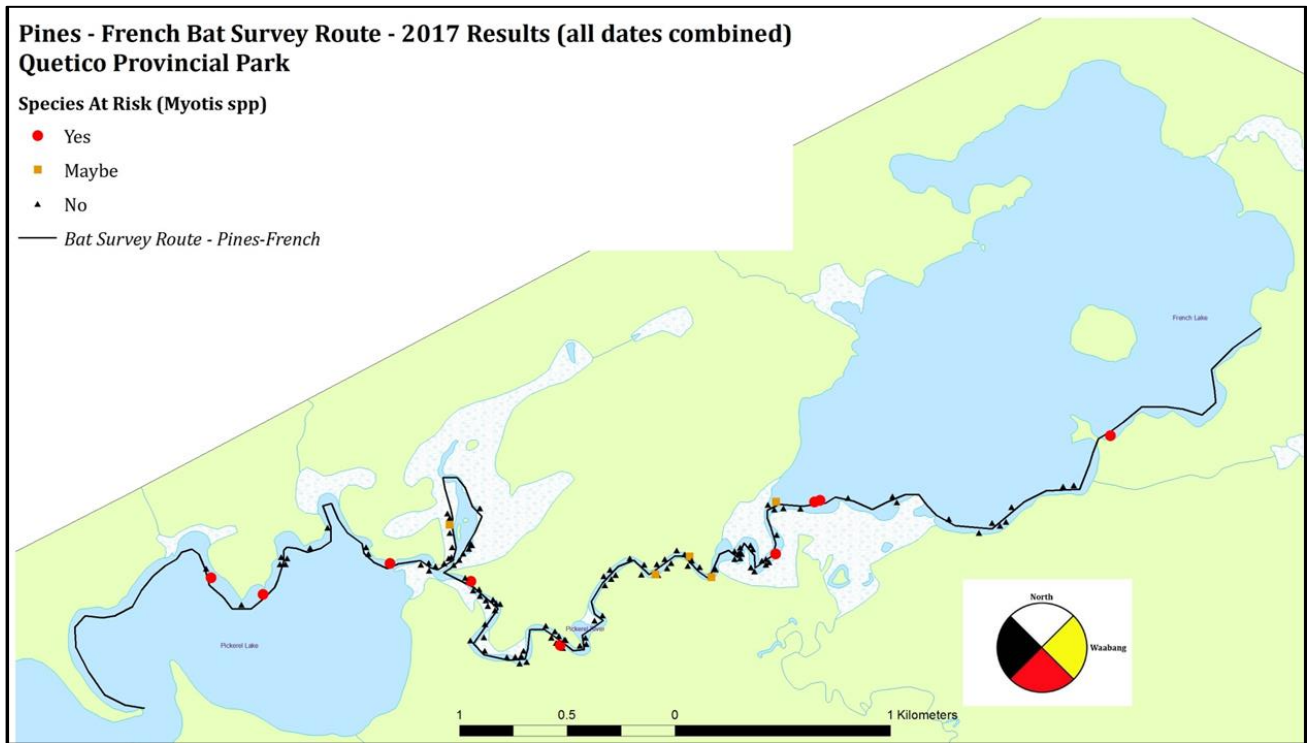 Pines - French Bat Survey Route - 2017 Results (all dates combined)
Quetico Provincial Park
Species At Risk (Myotis spp)
Yes
Maybe
No
Bat Survey Route - Pines-French
French Lake
Pickerel Lake
Pickerel River
North
Waabang
1 0.5 0 1 Kilometers